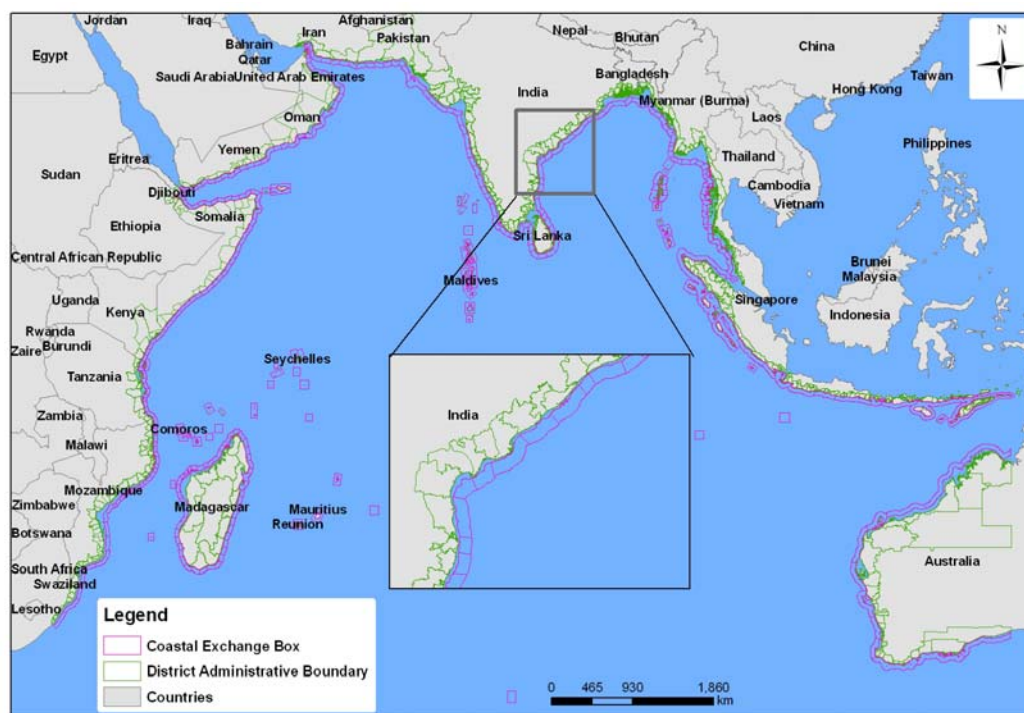 Jordan
Iraq
Iran
Afghanistan
Pakistan
Nepal
Bhutan
China
N
Egypt
Bahrain
Qatar
Bangladesh
Taiwan
Saudi Arabia
United Arab Emirates
India
Myanmar (Burma)
Hong Kong
Oman
Laos
Yemen
Philippines
Eritrea
Thailand
Sudan
Djibouti
Cambodia
Vietnam
Somalia
Ethiopia
Sri Lanka
Central African Republic
Brunei
Maldives
Malaysia
Uganda
Singapore
Kenya
Indonesia
Rwanda
Zaire
Burundi
Seychelles
Tanzania
Zambia
India
Comoros
Malawi
Mozambique
Zimbabwe
Madagascar
Mauritius
Reunion
Botswana
Australia
South Africa
Swaziland
Lesotho
Legend
Coastal Exchange Box
District Administrative Boundary
Countries
0 465 930 1,860
km